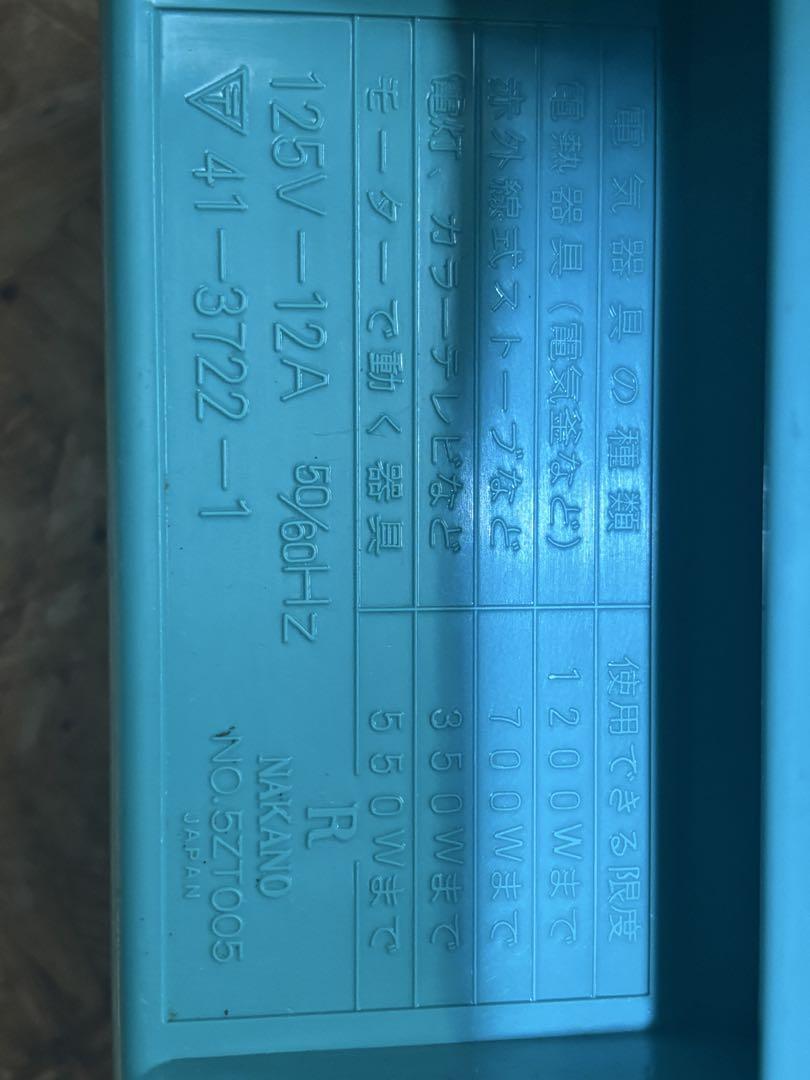 電気器具の種類 使用できる限度
電熱器具(電気釜など) 1200Wまで
赤外線式ストーブなど 700Wまで
電灯、カラーテレビなど 350Wまで
モーターで動く器具 550Wまで
125V-12A 50/60Hz R
NAKANO
T 41-3722-1 NO.5ZT005
JAPAN